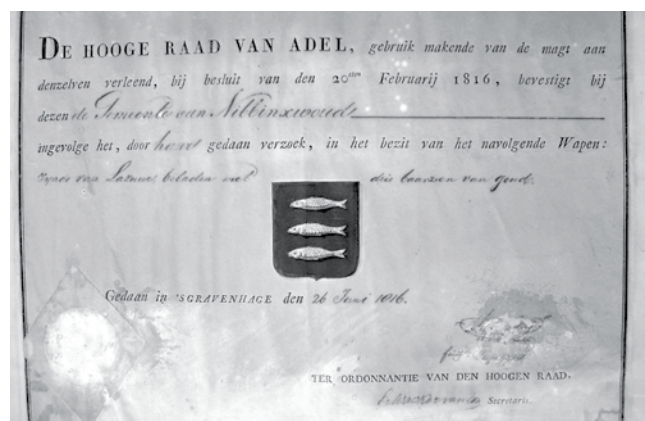 DE HOOGE RAAD VAN ADEL, gebruik makende van de magt aan
denzelven verleend, bij besluit van den 20sten Februarij 1816, bevestigt bij
dezen de Gemeente van
ingevolge het, door haar gedaan verzoek, in het bezit van het navolgende Wapen:
van Lazuur, beladen met drie baarzen van goud.
Gedaan in 'SGRAVENHAGE den 26 Juni 1816.
TER ORDONNANTIE VAN DEN HOOGEN RAAD.
Secretaris.